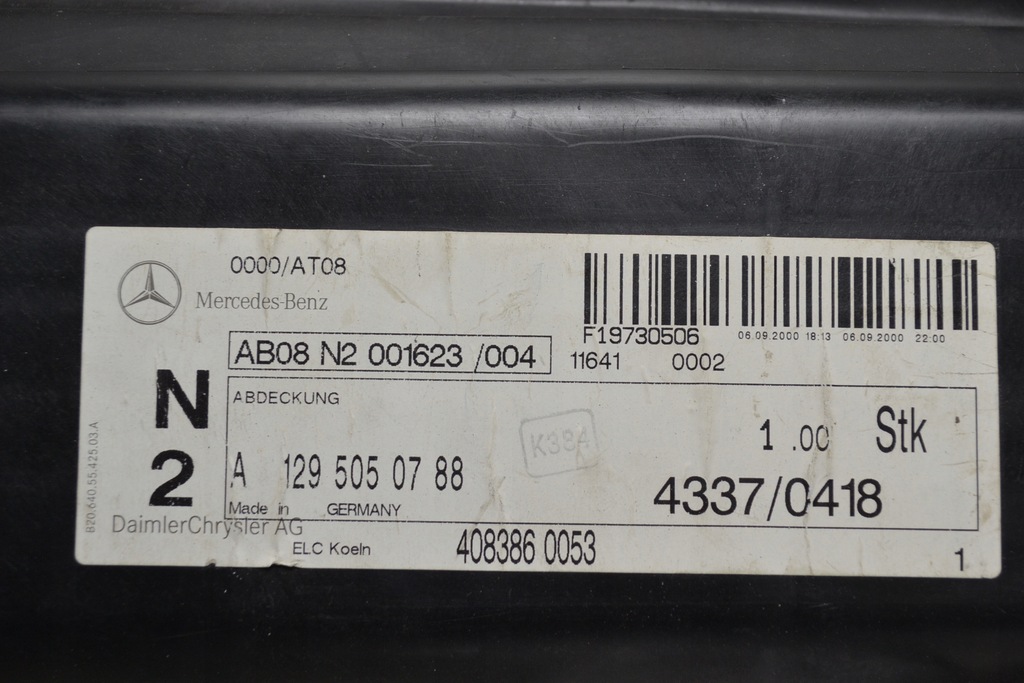 0000/AT08
Mercedes-Benz
F19730506 06.09.2000 18:13 06.09.2000 22:00
11641 0002
AB08 N2 001623 /004
N
2
ABDECKUNG
K384
1 .00 Stk
A 129 505 07 88
4337/0418
Made in GERMANY
DaimlerChrysler AG
ELC Koeln
408386 0053
1
820.640.55.425.03.A